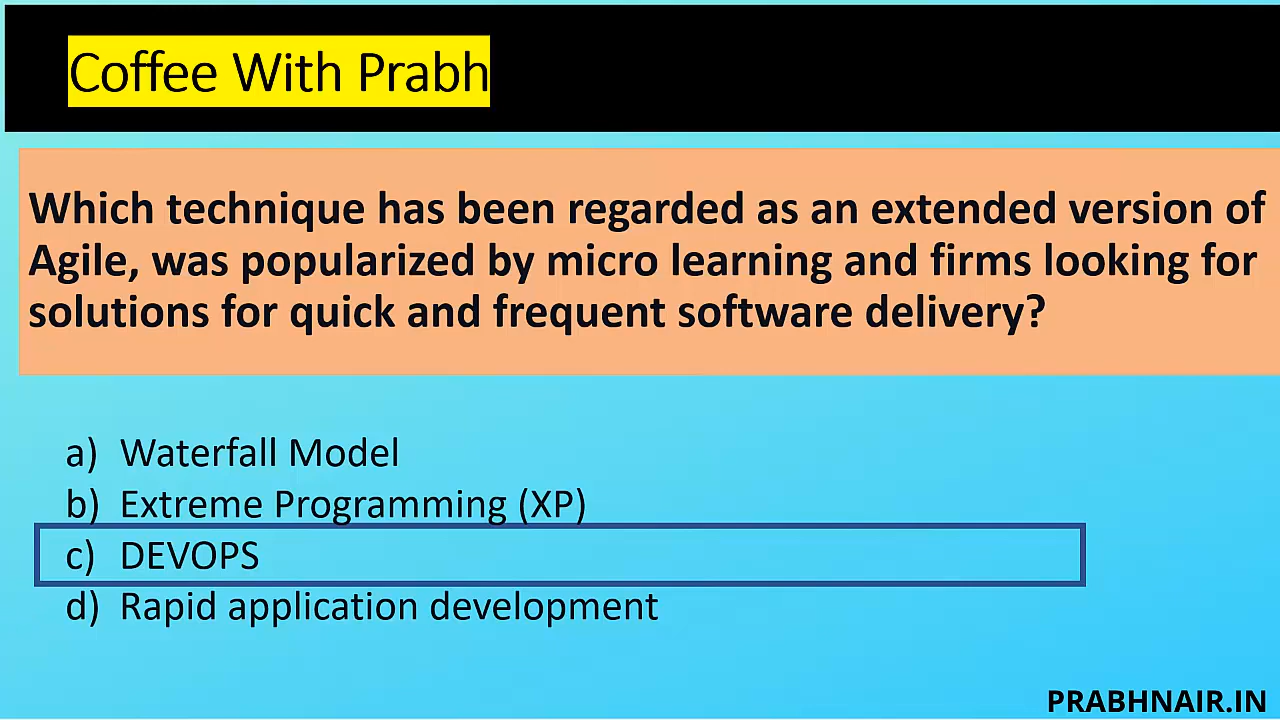 Coffee With Prabh
Which technique has been regarded as an extended version of
Agile, was popularized by micro learning and firms looking for
solutions for quick and frequent software delivery?
a) Waterfall Model
b) Extreme Programming (XP)
c) DEVOPS
d) Rapid application development
PRABHNAIR.IN